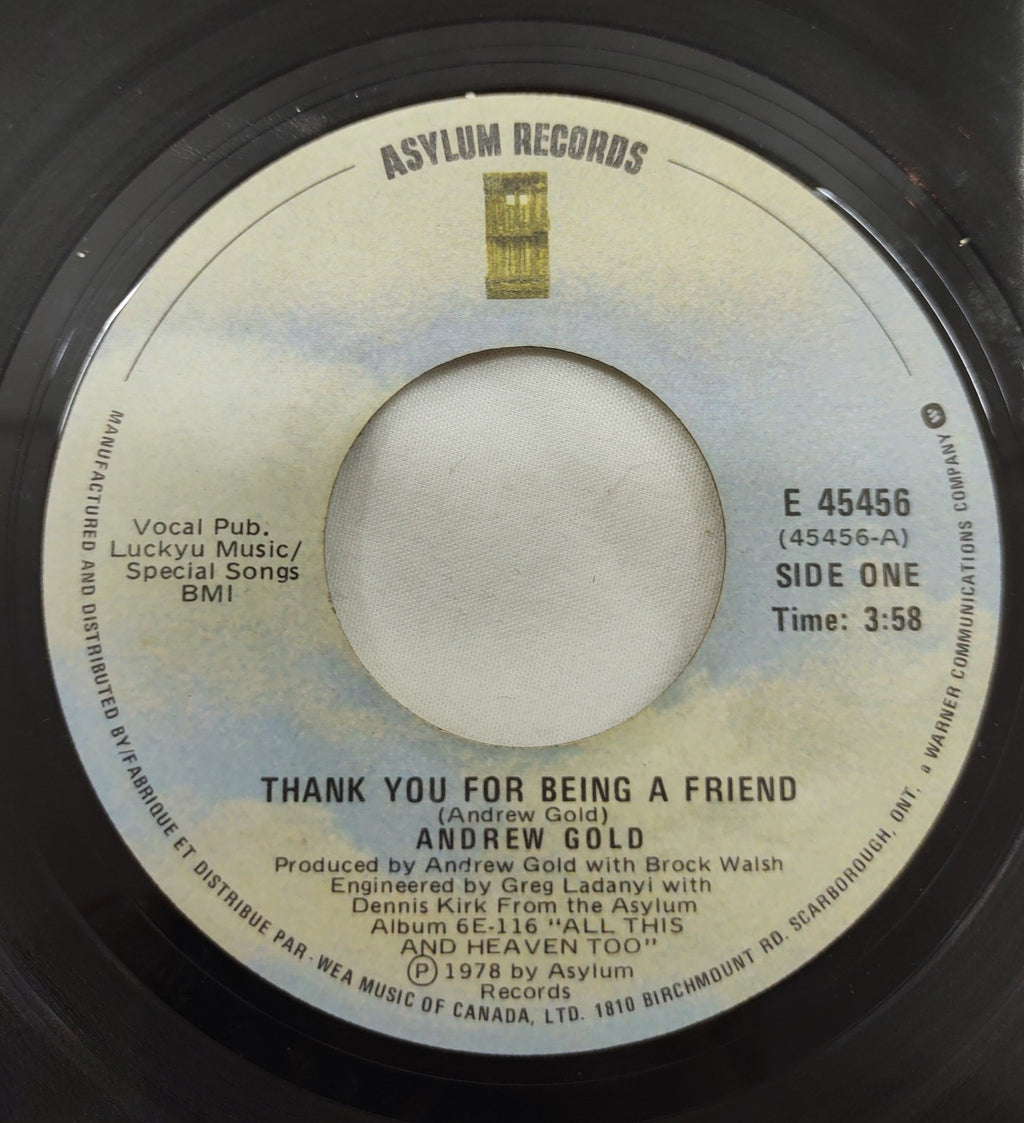 ASYLUM RECORDS
Vocal Pub.
Luckyu Music/
Special Songs
BMI
E 45456
(45456-A)
SIDE ONE
Time: 3:58
THANK YOU FOR BEING A FRIEND
(Andrew Gold)
ANDREW GOLD
Produced by Andrew Gold with Brock Walsh
Engineered by Greg Ladanyi with
Dennis Kirk From the Asylum
Album 6E-116 "ALL THIS
AND HEAVEN TOO"
Ⓟ 1978 by Asylum
Records
MANUFACTURED AND DISTRIBUTED BY/FABRIQUE ET DISTRIBUE PAR - WEA MUSIC OF CANADA, LTD. 1810 BIRCHMOUNT RD. SCARBOROUGH, ONT. a WARNER COMMUNICATIONS COMPANY